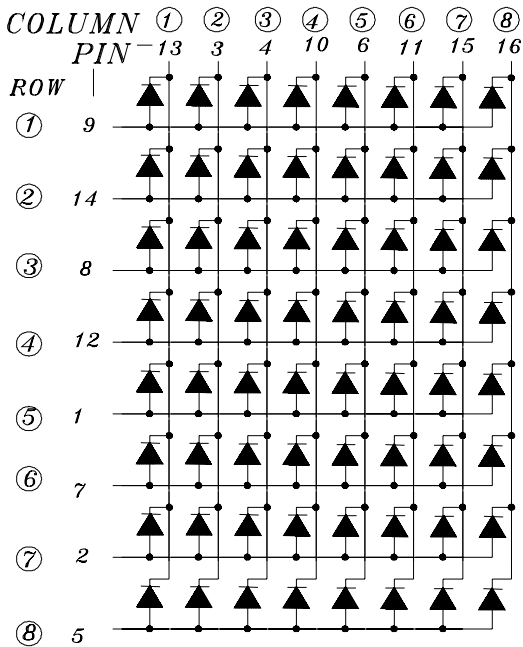 COLUMN ① ② ③ ④ ⑤ ⑥ ⑦ ⑧
PIN 13 3 4 10 6 11 15 16
ROW
① 9
② 14
③ 8
④ 12
⑤ 1
⑥ 7
⑦ 2
⑧ 5